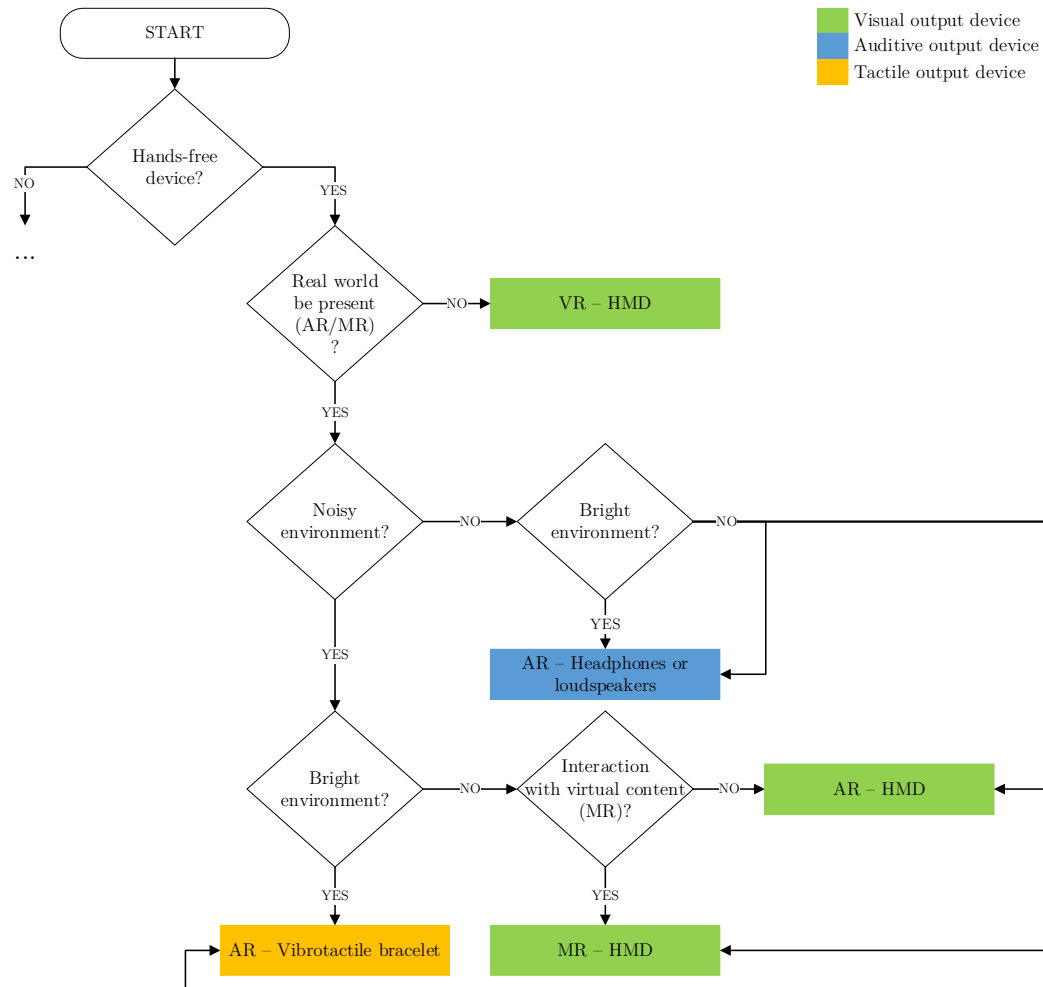 START
Visual output device
Auditive output device
Tactile output device
Hands-free
device?
NO
YES
...
Real world
be present
(AR/MR)
?
NO
VR – HMD
YES
Noisy
environment?
NO
Bright
environment?
NO
YES
YES
AR – Headphones or
loudspeakers
Bright
environment?
NO
Interaction
with virtual content
(MR)?
NO
AR – HMD
YES
YES
AR – Vibrotactile bracelet
MR – HMD